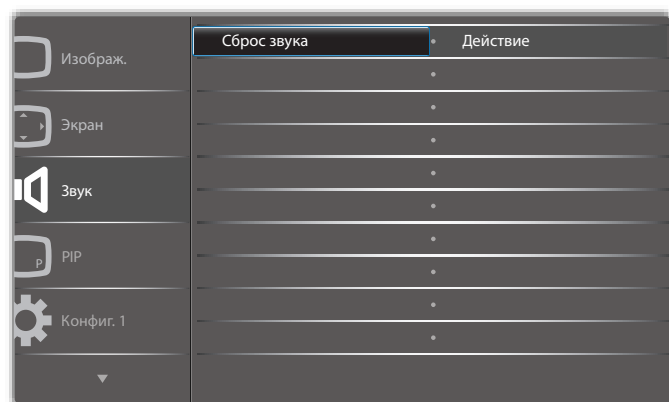 Изображ.
Экран
Звук
PIP
P
Конфиг. 1
Сброс звука
Действие